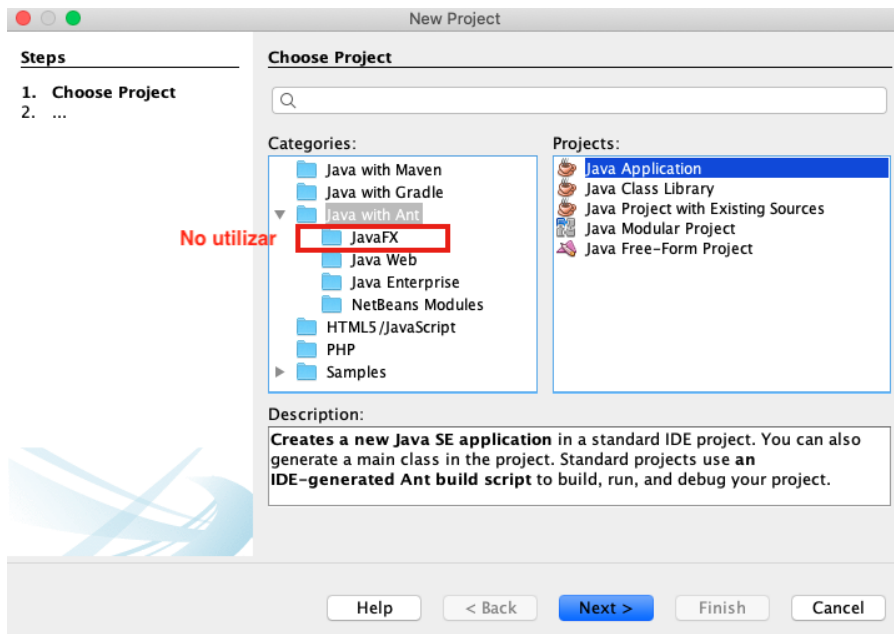 New Project
Steps
1. Choose Project
2. ...
Choose Project
Categories:
Java with Maven
Java with Gradle
Java with Ant
No utilizar
JavaFX
Java Web
Java Enterprise
NetBeans Modules
HTML5/JavaScript
PHP
Samples
Projects:
Java Application
Java Class Library
Java Project with Existing Sources
Java Modular Project
Java Free-Form Project
Description:
Creates a new Java SE application in a standard IDE project. You can also
generate a main class in the project. Standard projects use an
IDE-generated Ant build script to build, run, and debug your project.
Help
< Back
Next >
Finish
Cancel